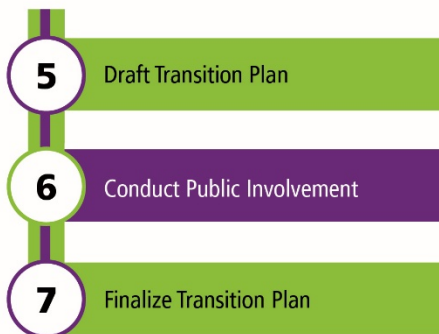 5 Draft Transition Plan
6 Conduct Public Involvement
7 Finalize Transition Plan